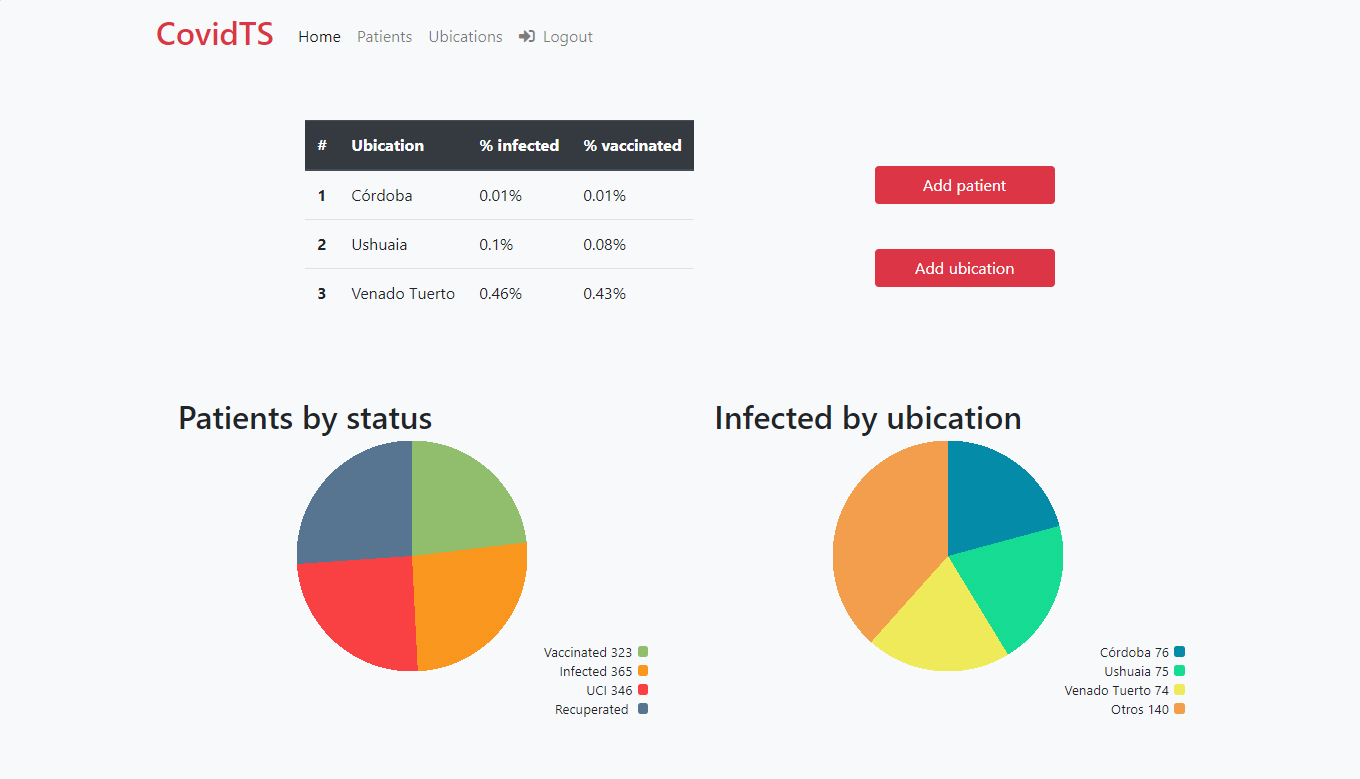 CovidTS Home Patients Ubications Logout
# Ubication % infected % vaccinated
1 Córdoba 0.01% 0.01%
2 Ushuaia 0.1% 0.08%
3 Venado Tuerto 0.46% 0.43%
Add patient
Add ubication
Patients by status
Vaccinated 323
Infected 365
UCI 346
Recuperated
Infected by ubication
Córdoba 76
Ushuaia 75
Venado Tuerto 74
Otros 140